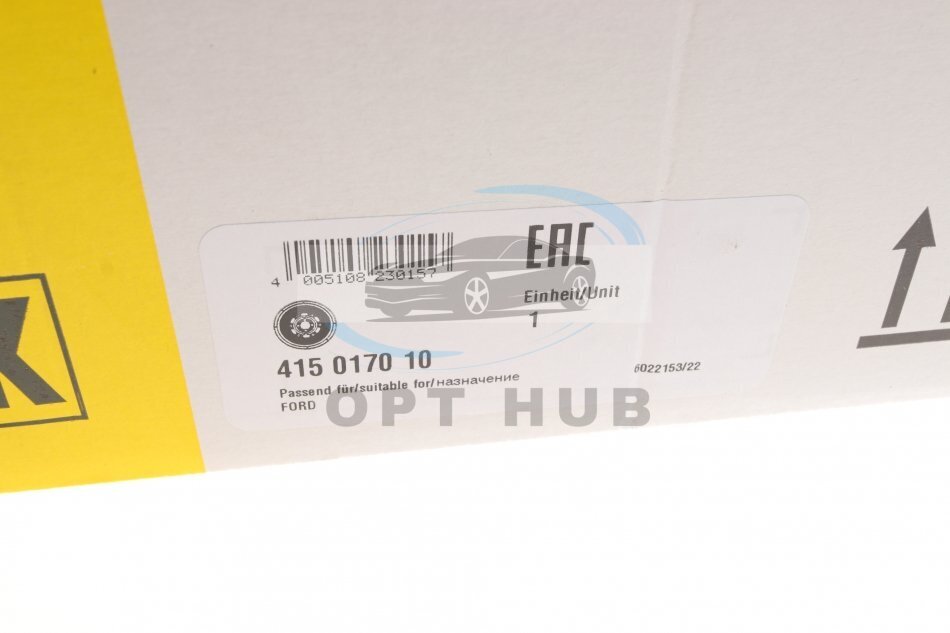 EAC
4 005108 230157
Einheit/Unit
1
415 0170 10
6022153/22
Passend für/suitable for/назначение
FORD
OPT HUB
K